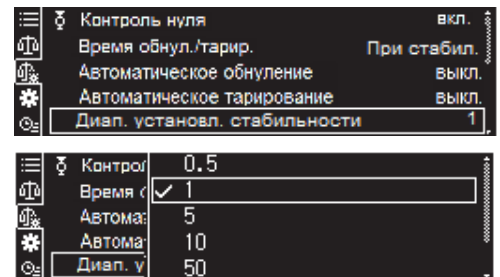 Контроль нуля вкл.
Время обнул./тарир. При стабил.
Автоматическое обнуление выкл.
Автоматическое тарирование выкл.
Диап. установл. стабильности 1
Контрол 0.5
Время 1
Автома 5
Автома 10
Диап. у 50